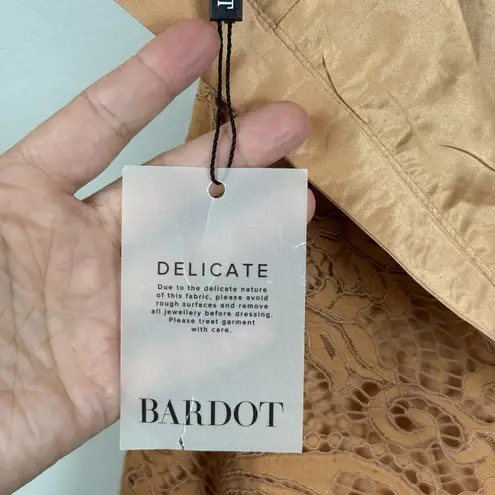 T
DELICATE
Due to the delicate nature
of this fabric, please avoid
rough surfaces and remove
all jewellery before dressing.
Please treat garment
with care.
BARDOT